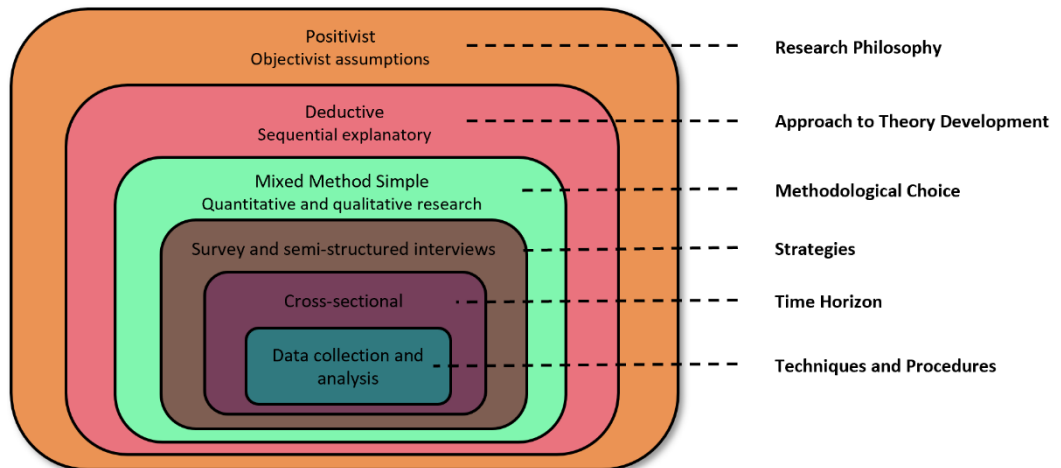 Positivist
Objectivist assumptions
Research Philosophy
Deductive
Sequential explanatory
Approach to Theory Development
Mixed Method Simple
Quantitative and qualitative research
Methodological Choice
Survey and semi-structured interviews
Strategies
Cross-sectional
Time Horizon
Data collection and
analysis
Techniques and Procedures